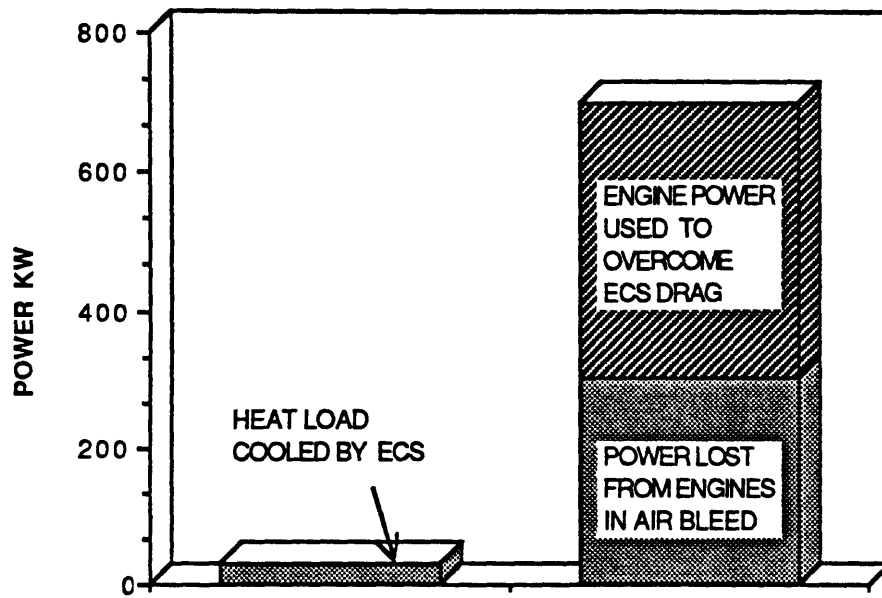 800
600
400
200
0
POWER KW
HEAT LOAD
COOLED BY ECS
ENGINE POWER
USED TO
OVERCOME
ECS DRAG
POWER LOST
FROM ENGINES
IN AIR BLEED